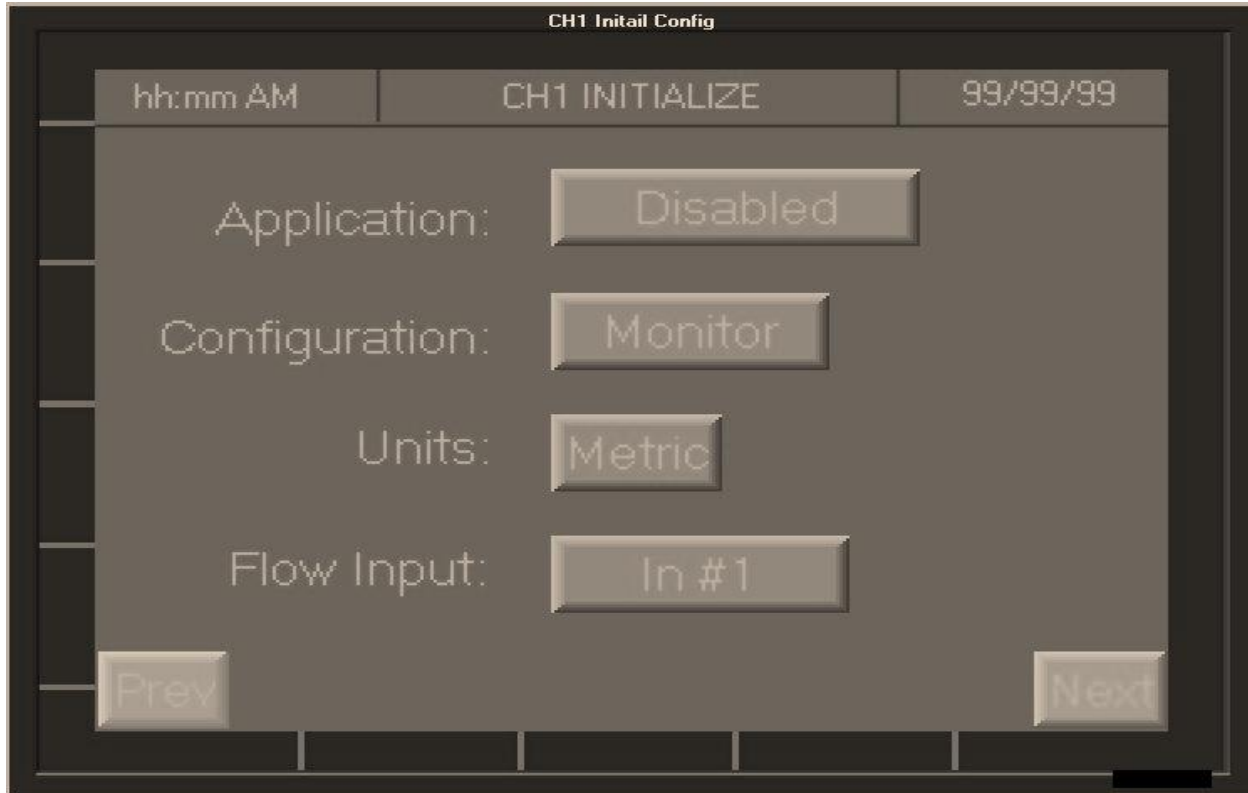 CH1 Initail Config
hh:mm AM CH1 INITIALIZE 99/99/99
Application: Disabled
Configuration: Monitor
Units: Metric
Flow Input: In #1
Prev Next